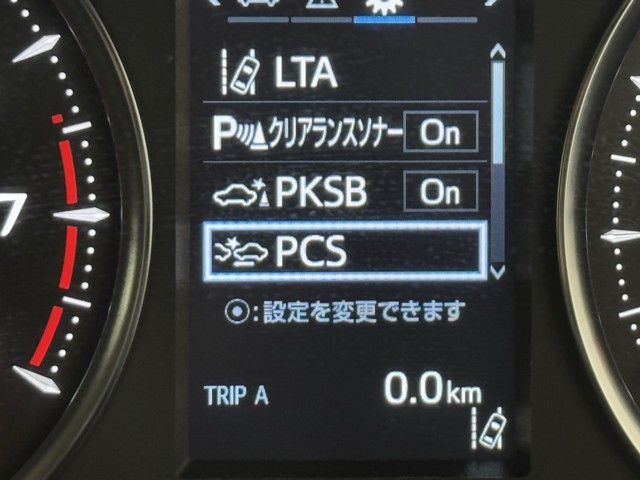 LTA
P クリアランスソナー On
PKSB On
PCS
⦿:設定を変更できます
TRIP A 0.0km
7